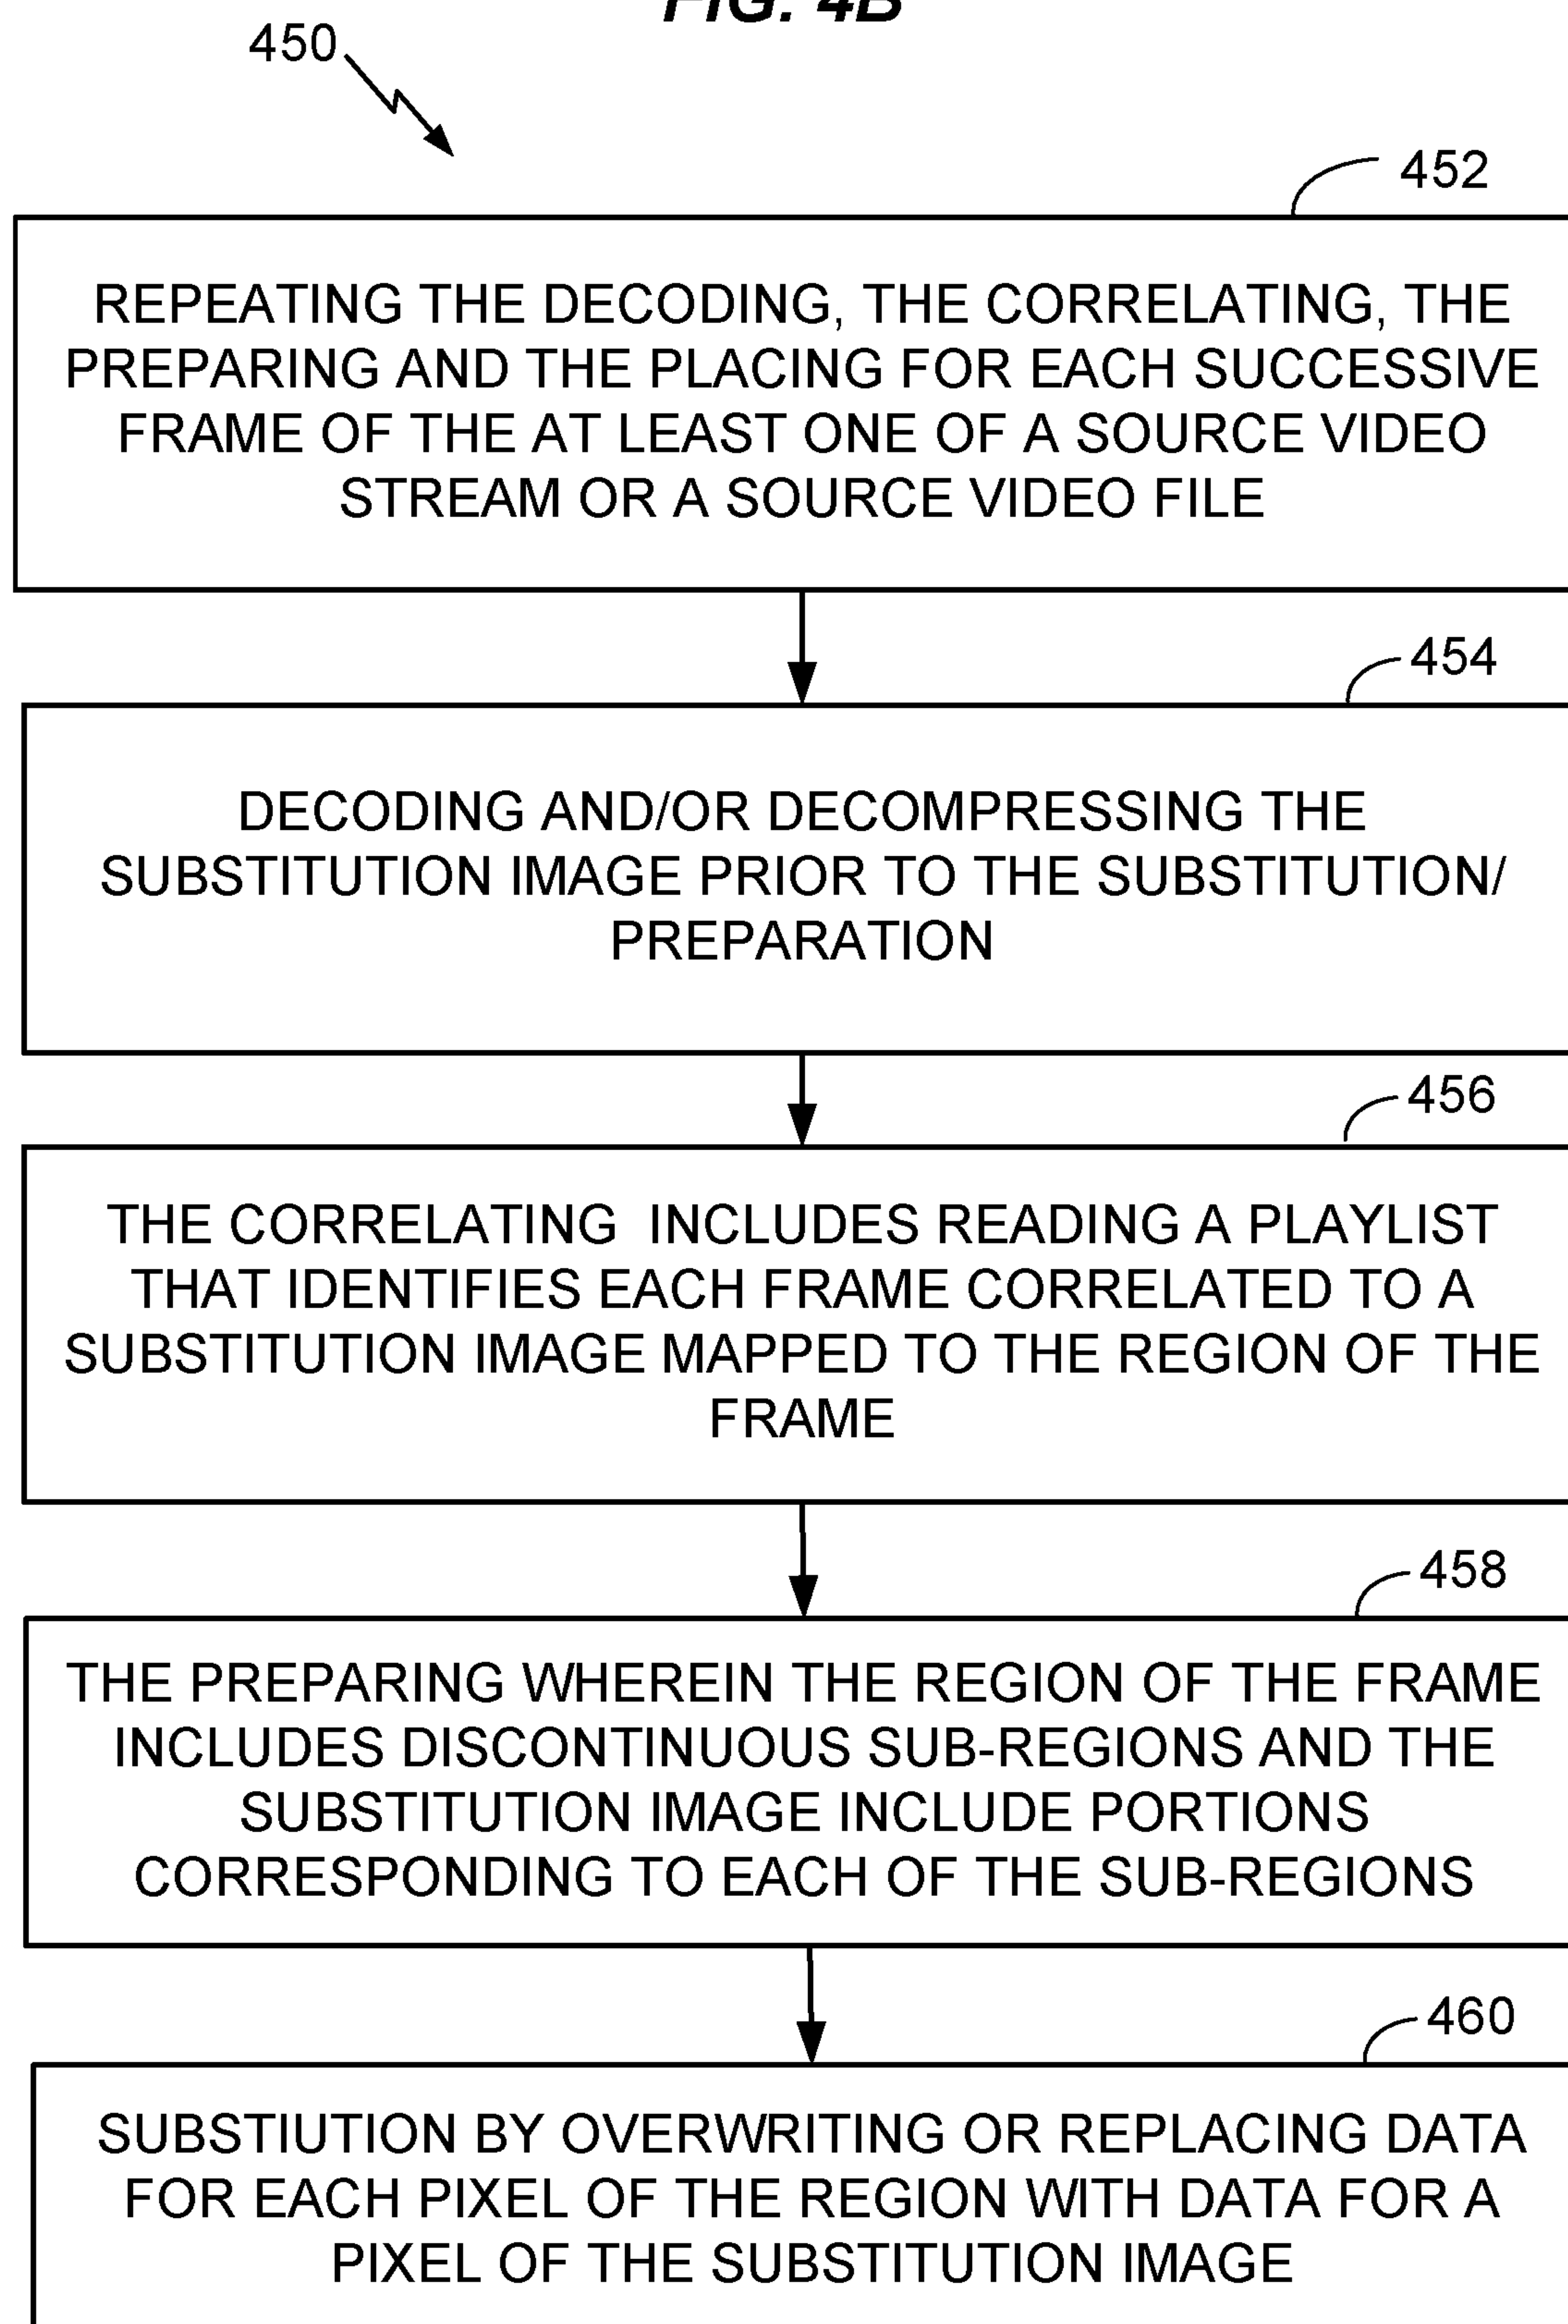 FIG. 4B
450
452
REPEATING THE DECODING, THE CORRELATING, THE
PREPARING AND THE PLACING FOR EACH SUCCESSIVE
FRAME OF THE AT LEAST ONE OF A SOURCE VIDEO
STREAM OR A SOURCE VIDEO FILE
454
DECODING AND/OR DECOMPRESSING THE
SUBSTITUTION IMAGE PRIOR TO THE SUBSTITUTION/
PREPARATION
456
THE CORRELATING INCLUDES READING A PLAYLIST
THAT IDENTIFIES EACH FRAME CORRELATED TO A
SUBSTITUTION IMAGE MAPPED TO THE REGION OF THE
FRAME
458
THE PREPARING WHEREIN THE REGION OF THE FRAME
INCLUDES DISCONTINUOUS SUB-REGIONS AND THE
SUBSTITUTION IMAGE INCLUDE PORTIONS
CORRESPONDING TO EACH OF THE SUB-REGIONS
460
SUBSTIUTION BY OVERWRITING OR REPLACING DATA
FOR EACH PIXEL OF THE REGION WITH DATA FOR A
PIXEL OF THE SUBSTITUTION IMAGE